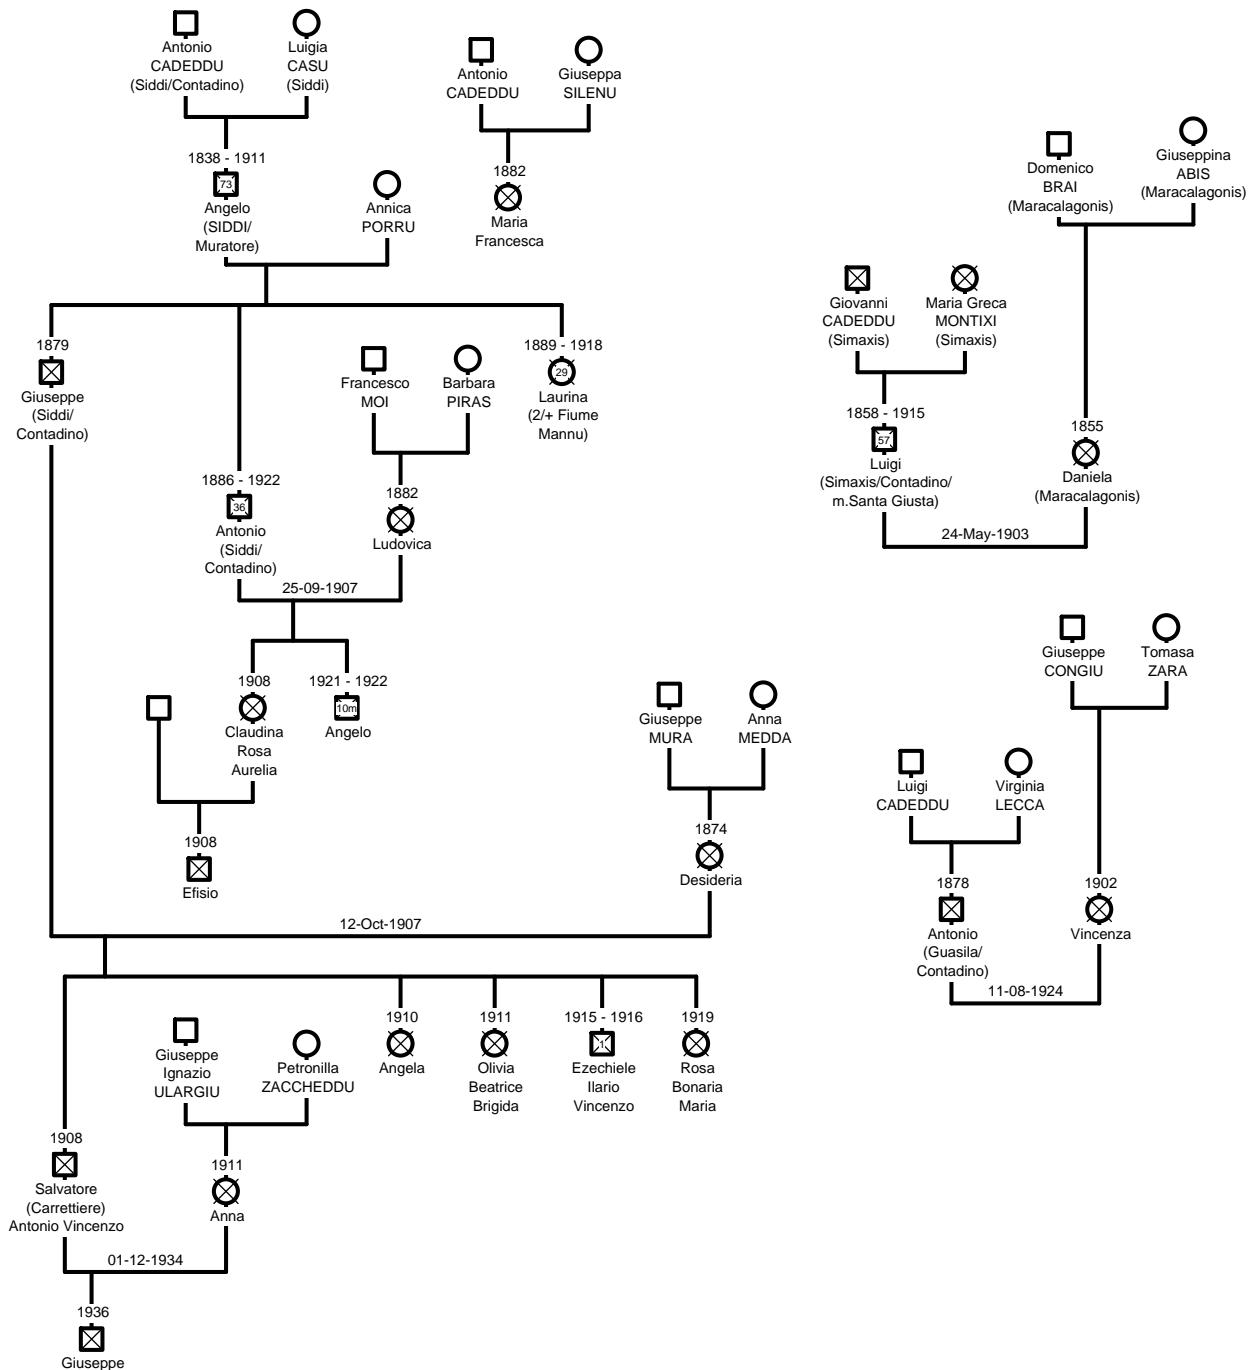 Antonio
CADEDDU
(Siddi/Contadino)
Luigia
CASU
(Siddi)
Antonio
CADEDDU
Giuseppa
SILENU
1838 - 1911
73
Angelo
(SIDDI/
Muratore)
Annica
PORRU
1882
Maria
Francesca
Domenico
BRAI
(Maracalagonis)
Giuseppina
ABIS
(Maracalagonis)
Giovanni
CADEDDU
(Simaxis)
Maria Greca
MONTIXI
(Simaxis)
1879
Giuseppe
(Siddi/
Contadino)
Francesco
MOI
Barbara
PIRAS
1889 - 1918
29
Laurina
(2/+ Fiume
Mannu)
1858 - 1915
57
Luigi
(Simaxis/Contadino/
m.Santa Giusta)
1855
Daniela
(Maracalagonis)
24-May-1903
1886 - 1922
36
Antonio
(Siddi/
Contadino)
1882
Ludovica
25-09-1907
1908
Claudina
Rosa
Aurelia
1921 - 1922
10m
Angelo
Giuseppe
MURA
Anna
MEDDA
Giuseppe
CONGIU
Tomasa
ZARA
Luigi
CADEDDU
Virginia
LECCA
1908
Efisio
1874
Desideria
1878
Antonio
(Guasila/
Contadino)
1902
Vincenza
11-08-1924
12-Oct-1907
1910
Angela
1911
Olivia
Beatrice
Brigida
1915 - 1916
1
Ezechiele
Ilario
Vincenzo
1919
Rosa
Bonaria
Maria
Giuseppe
Ignazio
ULARGIU
Petronilla
ZACCHEDDU
1908
Salvatore
(Carrettiere)
Antonio Vincenzo
1911
Anna
01-12-1934
1936
Giuseppe